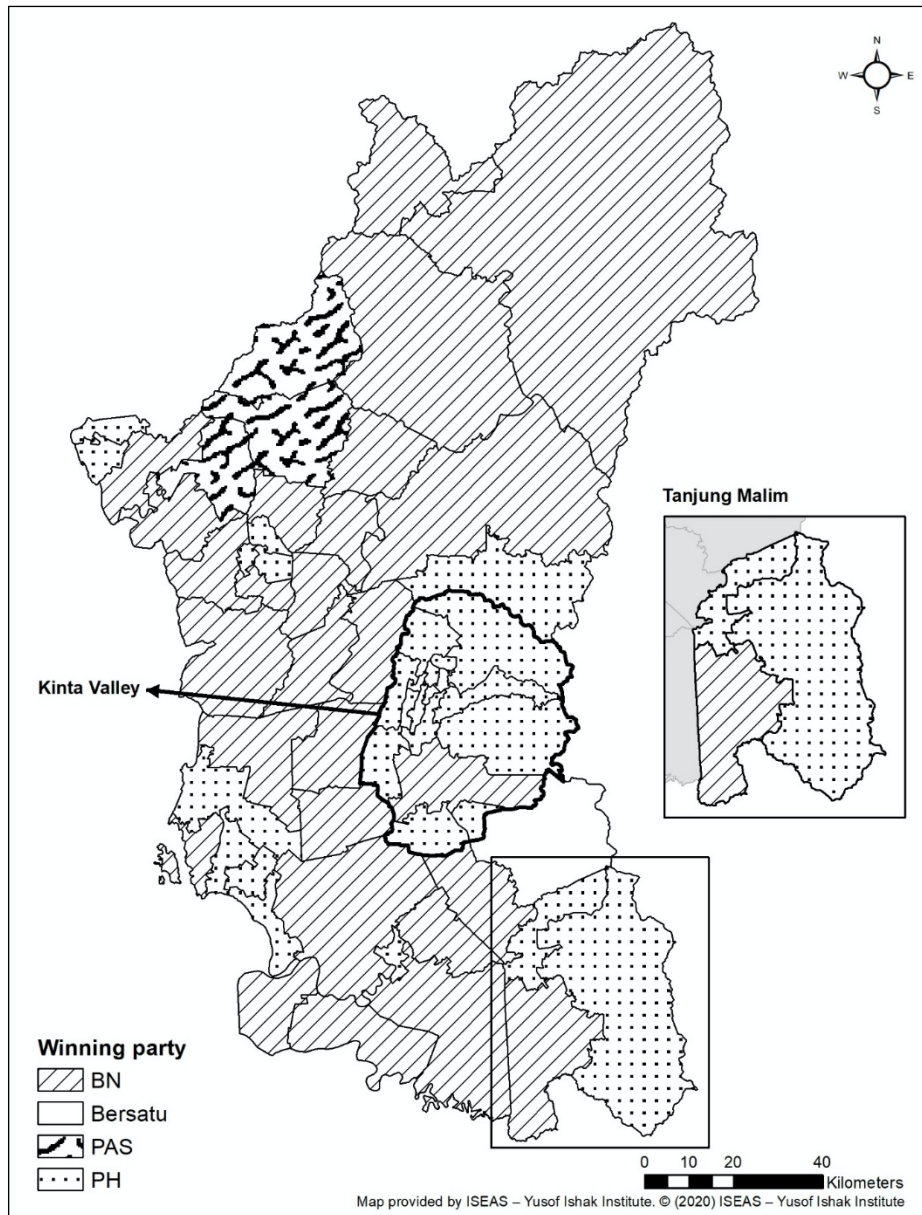 N
W E
S
Tanjung Malim
Kinta Valley
Winning party
BN
Bersatu
PAS
PH
0 10 20 40
Kilometers
Map provided by ISEAS – Yusof Ishak Institute. © (2020) ISEAS – Yusof Ishak Institute